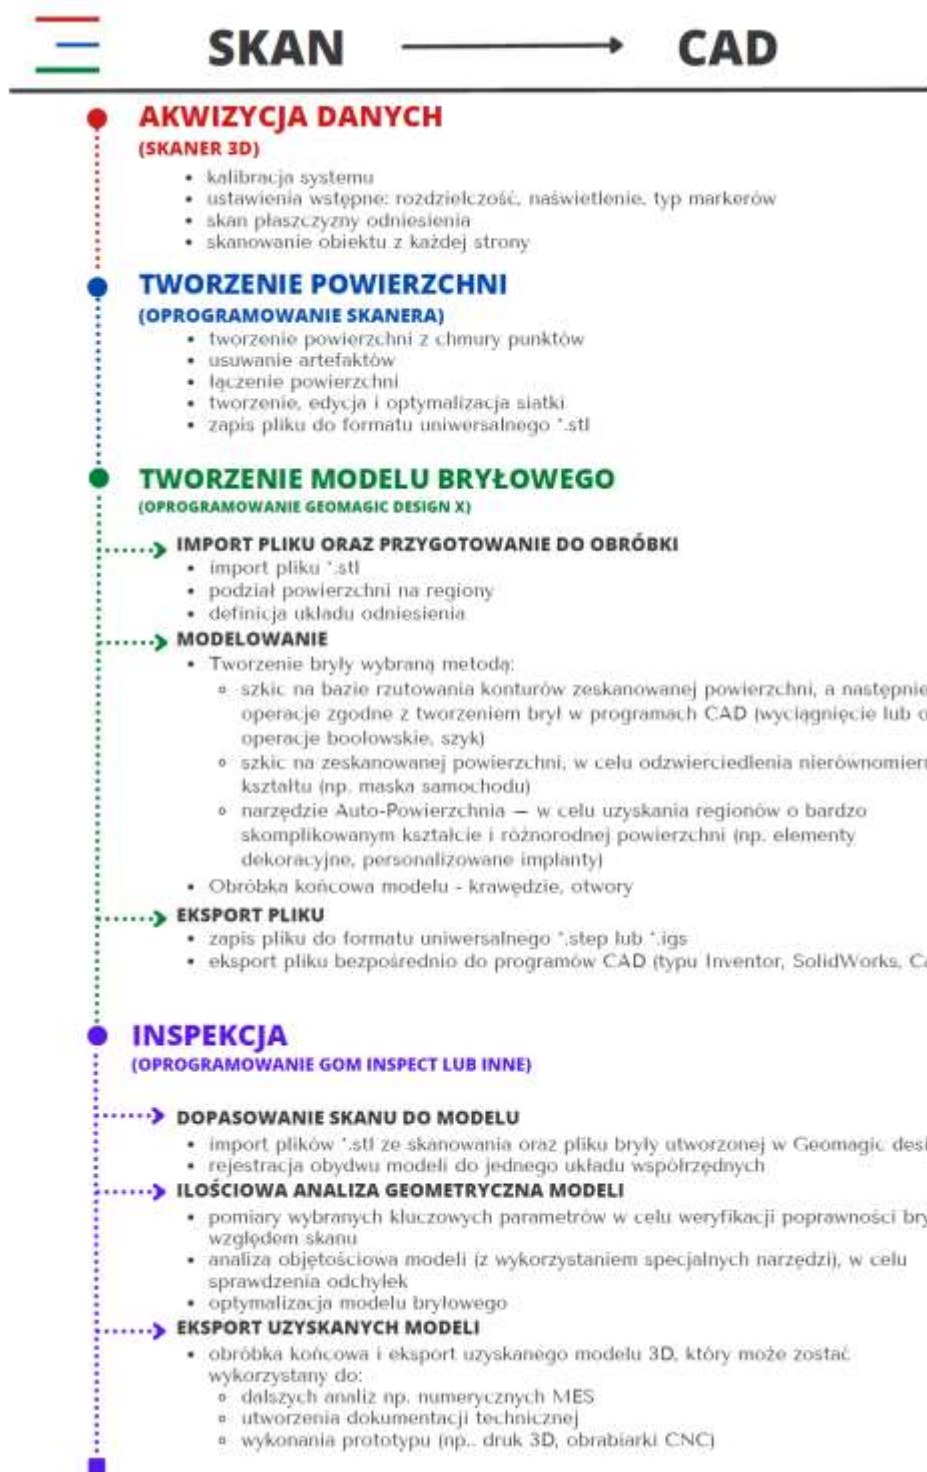 SKAN CAD
AKWIZYCJA DANYCH
(SKANER 3D)
• kalibracja systemu
• ustawienia wstępne: rozdzielczość, naświetlenie, typ markerów
• skan płaszczyzny odniesienia
• skanowanie obiektu z każdej strony
TWORZENIE POWIERZCHNI
(OPROGRAMOWANIE SKANERA)
• tworzenie powierzchni z chmury punktów
• usuwanie artefaktów
• łączenie powierzchni
• tworzenie, edycja i optymalizacja siatki
• zapis pliku do formatu uniwersalnego *.stl
TWORZENIE MODELU BRYŁOWEGO
(OPROGRAMOWANIE GEOMAGIC DESIGN X)
IMPORT PLIKU ORAZ PRZYGOTOWANIE DO OBRÓBKI
• import pliku *.stl
• podział powierzchni na regiony
• definicja układu odniesienia
MODELOWANIE
• Tworzenie bryły wybraną metodą:
◦ szkic na bazie rzutowania konturów zeskanowanej powierzchni, a następnie
operacje zgodne z tworzeniem brył w programach CAD (wyciągnięcie lub o
operacje boolowskie, szyk)
◦ szkic na zeskanowanej powierzchni, w celu odzwierciedlenia nierównomier
kształtu (np. maska samochodu)
◦ narzędzie Auto-Powierzchnia – w celu uzyskania regionów o bardzo
skomplikowanym kształcie i różnorodnej powierzchni (np. elementy
dekoracyjne, personalizowane implanty)
• Obróbka końcowa modelu - krawędzie, otwory
EKSPORT PLIKU
• zapis pliku do formatu uniwersalnego *.step lub *.igs
• eksport pliku bezpośrednio do programów CAD (typu Inventor, SolidWorks, C
INSPEKCJA
(OPROGRAMOWANIE GOM INSPECT LUB INNE)
DOPASOWANIE SKANU DO MODELU
• import plików *.stl ze skanowania oraz pliku bryły utworzonej w Geomagic desi
• rejestracja obydwu modeli do jednego układu współrzędnych
ILOŚCIOWA ANALIZA GEOMETRYCZNA MODELI
• pomiary wybranych kluczowych parametrów w celu weryfikacji poprawności bry
względem skanu
• analiza objętościowa modeli (z wykorzystaniem specjalnych narzędzi), w celu
sprawdzenia odchyłek
• optymalizacja modelu bryłowego
EKSPORT UZYSKANYCH MODELI
• obróbka końcowa i eksport uzyskanego modelu 3D, który może zostać
wykorzystany do:
◦ dalszych analiz np. numerycznych MES
◦ utworzenia dokumentacji technicznej
◦ wykonania prototypu (np.. druk 3D, obrabiarki CNC)